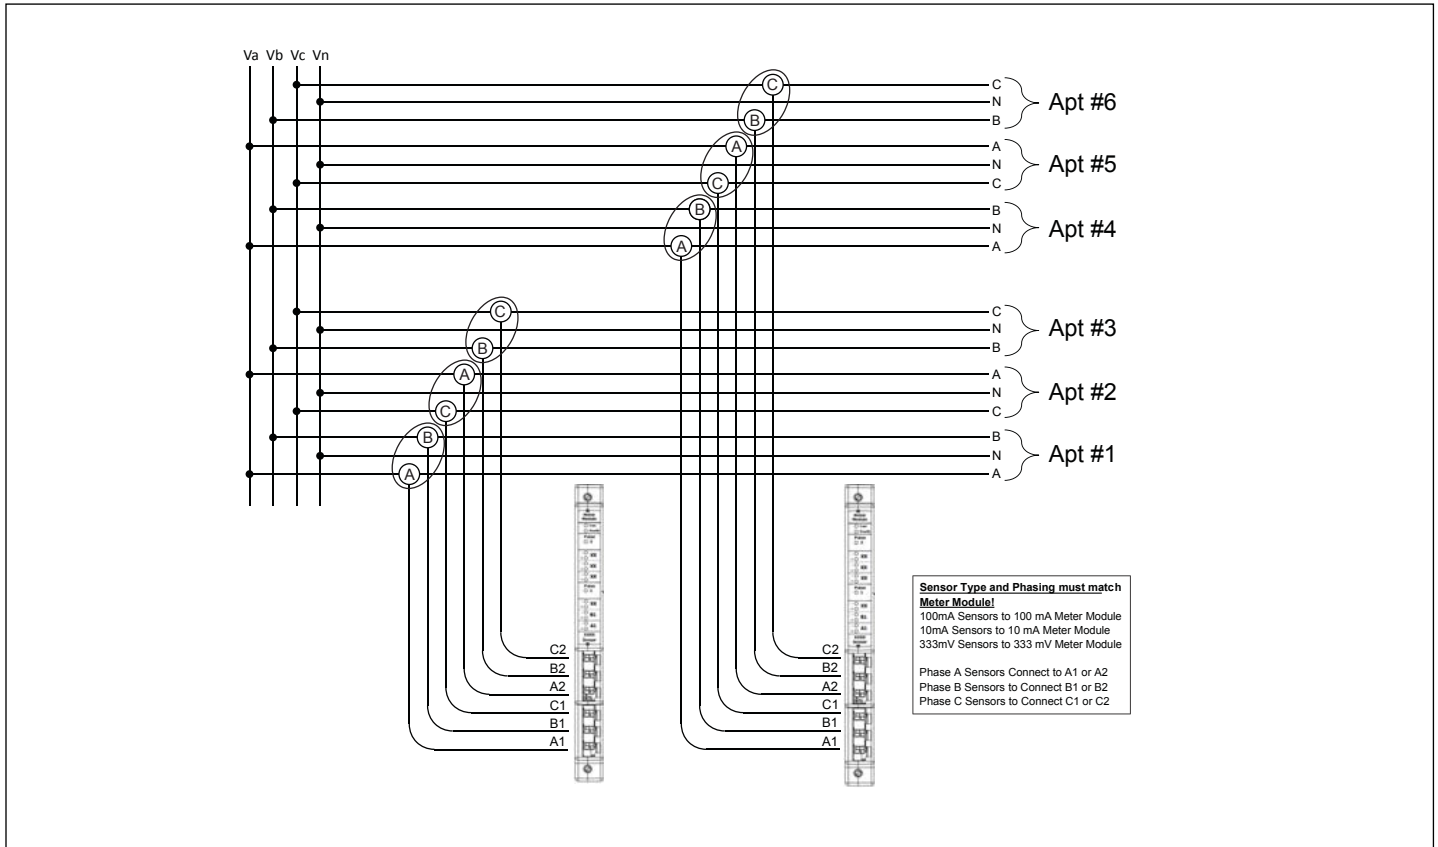 Va Vb Vc Vn
C
N
B
Apt #6
A
N
C
Apt #5
B
N
A
Apt #4
C
N
B
Apt #3
A
N
C
Apt #2
B
N
A
Apt #1
C
B
A
C
B
A
C
B
A
C
B
A
C2
B2
A2
C1
B1
A1
C2
B2
A2
C1
B1
A1
Sensor Type and Phasing must match
Meter Module!
100mA Sensors to 100 mA Meter Module
10mA Sensors to 10 mA Meter Module
333mV Sensors to 333 mV Meter Module
Phase A Sensors Connect to A1 or A2
Phase B Sensors to Connect B1 or B2
Phase C Sensors to Connect C1 or C2